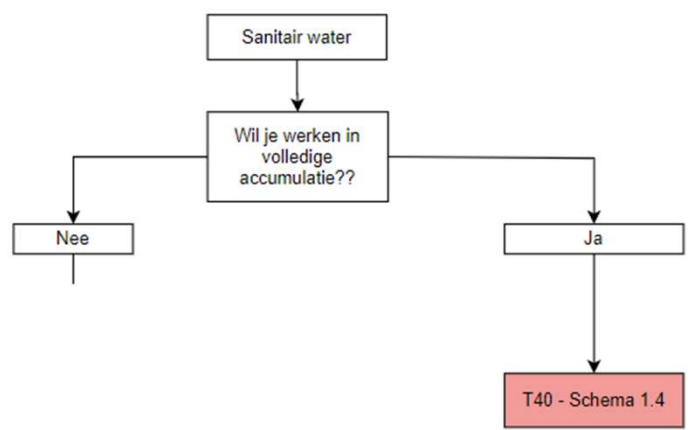 Sanitair water
Wil je werken in
volledige
accumulatie??
Nee
Ja
T40 - Schema 1.4